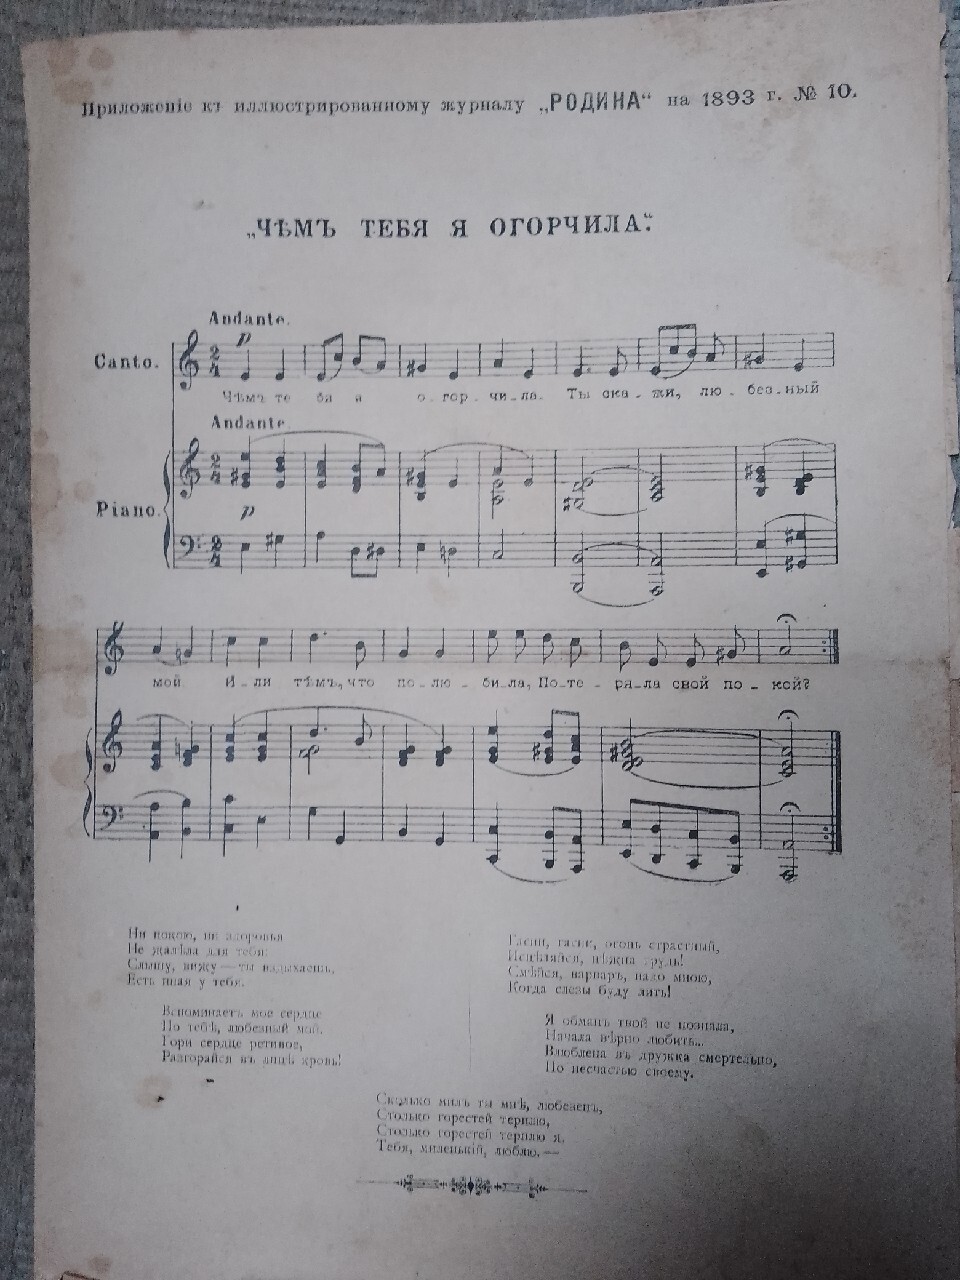 Приложеніе къ иллюстрированному журналу „РОДИНА“ на 1893 г. № 10.
„ЧѢМЪ ТЕБЯ Я ОГОРЧИЛА“.
Andante.
p
Canto.
Чѣмъ те бя я о-гор-чи-ла. Ты ска-жи, лю-без-ный
Andante.
Piano.
p
мой И-ли тѣмъ, что по-лю-би-ла, По-те-ря-ла свой по-кой?
Ни покою, ни здоровья
Не жалѣла для тебя.
Слышу, вижу — ты вздыхаешь,
Есть иная у тебя.
Вспоминаетъ мое сердце
По тебѣ, любезный мой.
Гори сердце ретивое,
Разгорайся въ лицѣ кровь!
Гасни, гасни, огонь страстный,
Исцѣляйся, нѣжна грудь!
Смѣйся, варваръ, надо мною,
Когда слезы буду лить!
Я обманъ твой не познала,
Начала вѣрно любить...
Влюблена въ дружка смертельно,
По несчастью своему.
Сколько милъ ты мнѣ, любезенъ,
Столько горестей терплю,
Столько горестей терплю я,
Тебя, миленькій, люблю. —